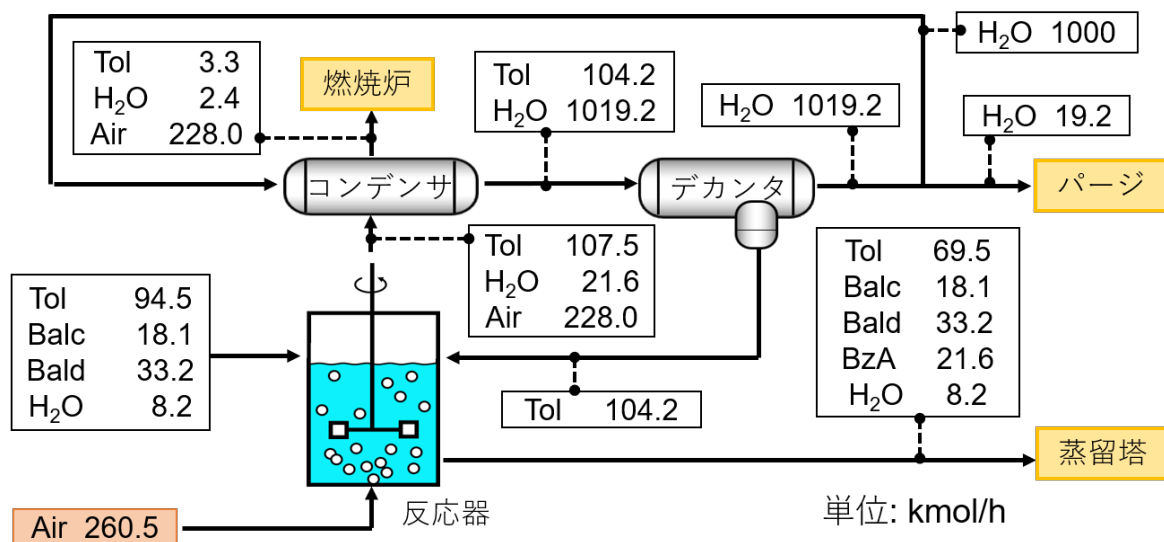 H₂O 1000
Tol 3.3
H₂O 2.4
Air 228.0
燃焼炉
Tol 104.2
H₂O 1019.2
H₂O 1019.2
H₂O 19.2
コンデンサ
デカンタ
パージ
Tol 107.5
H₂O 21.6
Air 228.0
Tol 69.5
Balc 18.1
Bald 33.2
BzA 21.6
H₂O 8.2
Tol 94.5
Balc 18.1
Bald 33.2
H₂O 8.2
Tol 104.2
蒸留塔
反応器
単位: kmol/h
Air 260.5